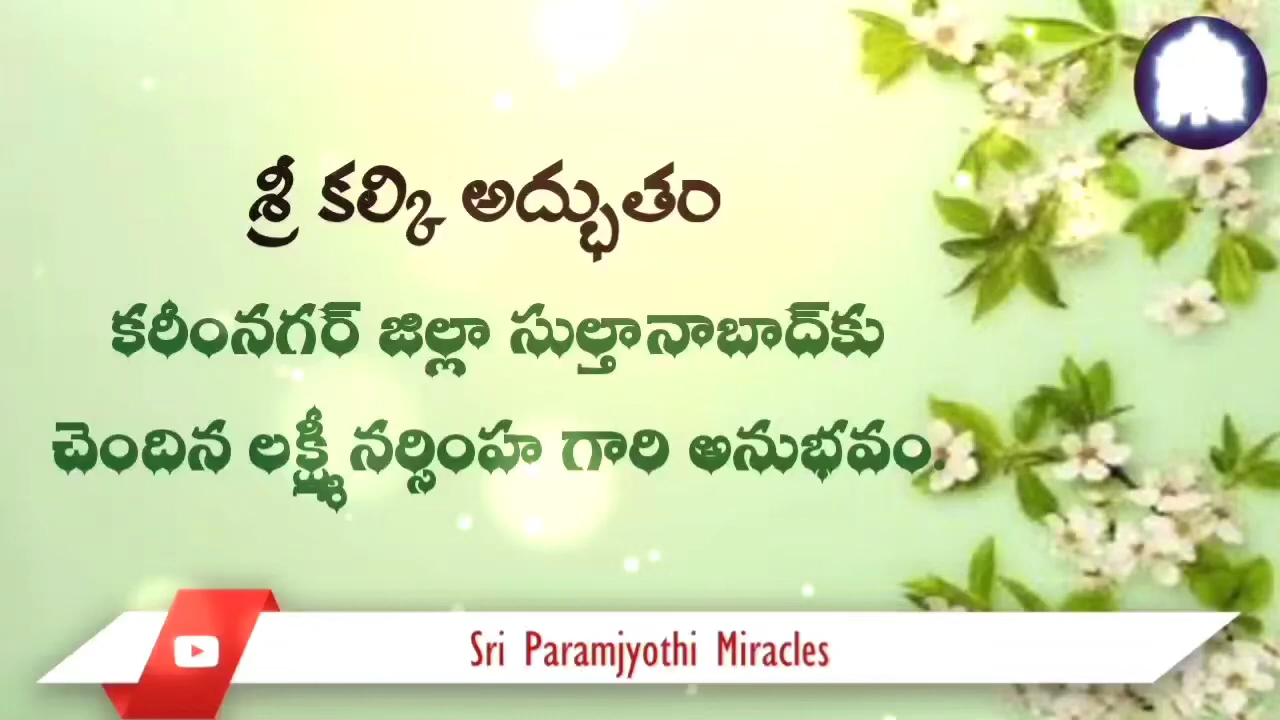 శ్రీ కల్కి అద్భుతం
కరీంనగర్ జిల్లా సుల్తానాబాద్‌కు
చెందిన లక్ష్మీ నర్సింహ గారి అనుభవం.
Sri Paramjyothi Miracles